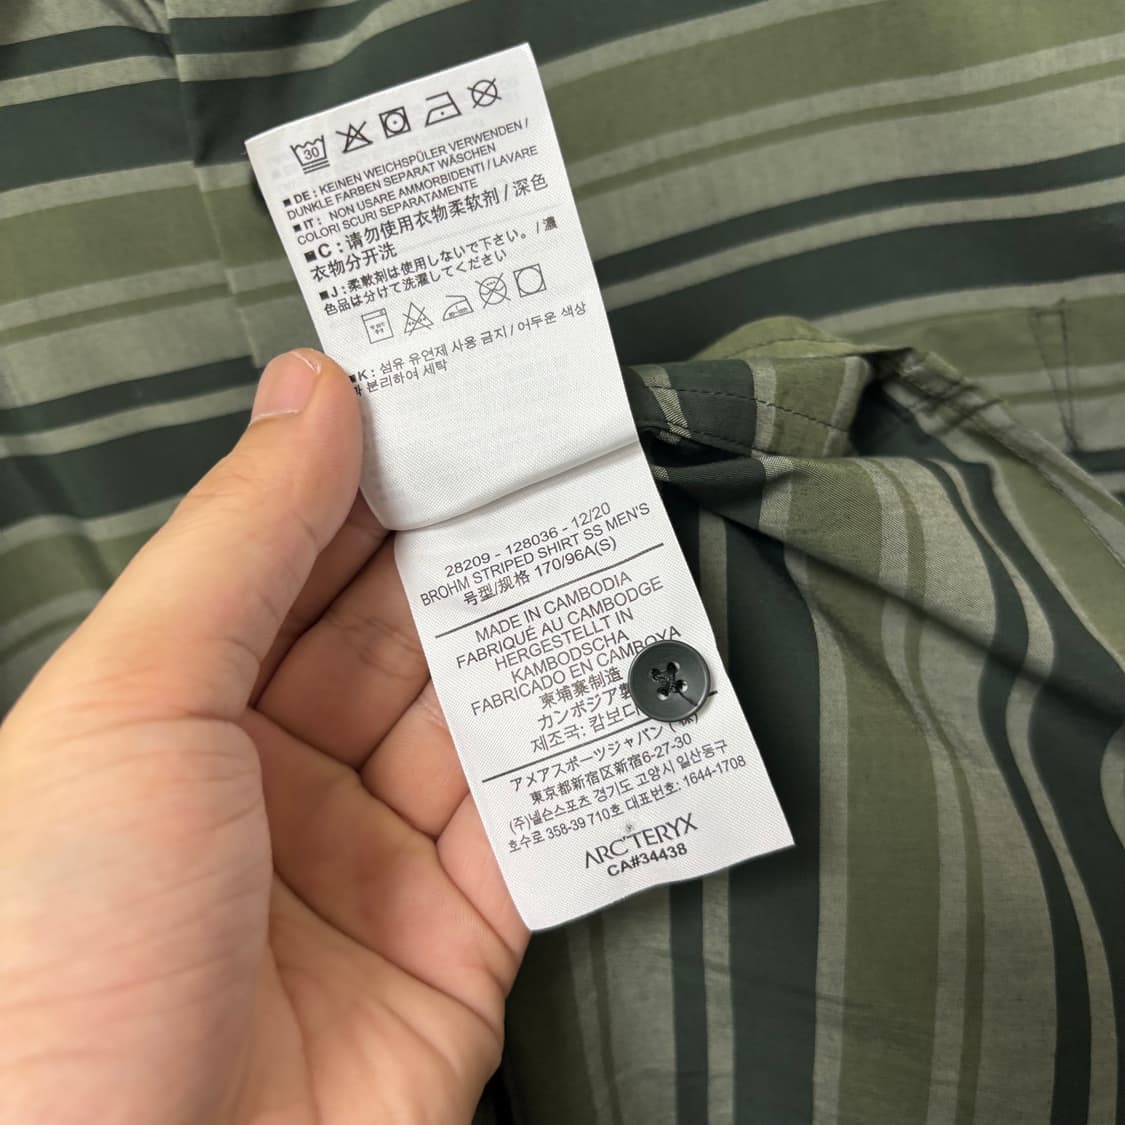 30
■ DE : KEINEN WEICHSPÜLER VERWENDEN /
DUNKLE FARBEN SEPARAT WASCHEN
■ IT : NON USARE AMMORBIDENTI / LAVARE
COLORI SCURI SEPARATAMENTE
■C : 请勿使用衣物柔软剂 / 深色
衣物分开洗
■ J : 柔軟剤は使用しないで下さい。/ 濃
色品は分けて洗濯してください
■ K : 섬유 유연제 사용 금지 / 어두운 색상
과 분리하여 세탁
28209 - 128036 - 12/20
BROHM STRIPED SHIRT SS MEN'S
号型/规格 170/96A(S)
MADE IN CAMBODIA
FABRIQUÉ AU CAMBODGE
HERGESTELLT IN
KAMBODSCHA
FABRICADO EN CAMBOYA
柬埔寨制造
カンボジア製
제조국: 캄보디
アメアスポーツジャパン (株)
東京都新宿区新宿6-27-30
(주)넬슨스포츠 경기도 고양시 일산동구
호수로 358-39 710호 대표번호: 1644-1708
ARC'TERYX
CA#34438